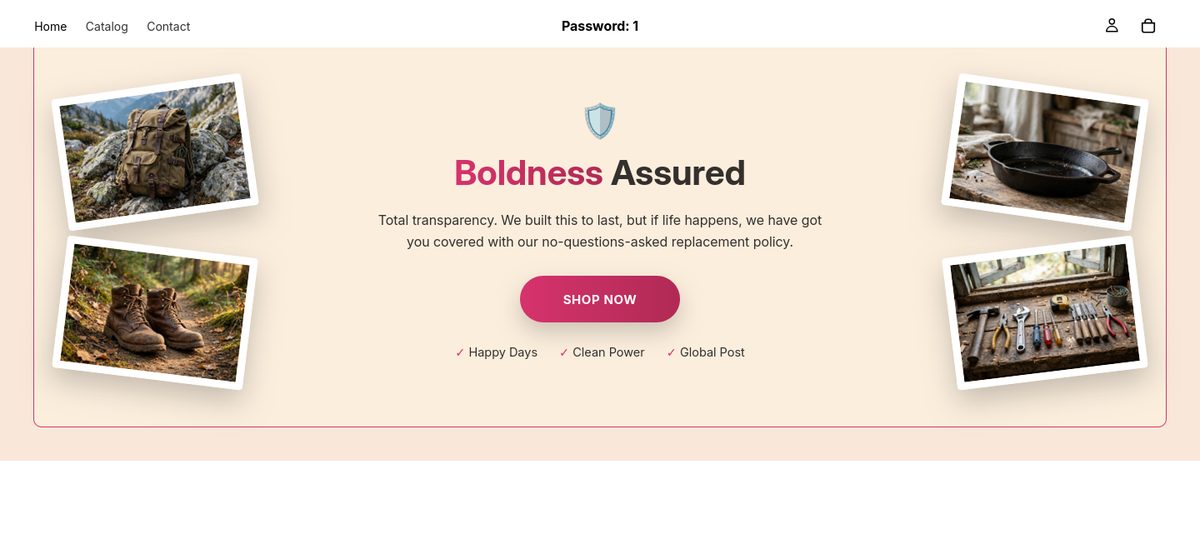 Home Catalog Contact
Password: 1
Boldness Assured
Total transparency. We built this to last, but if life happens, we have got
you covered with our no-questions-asked replacement policy.
SHOP NOW
✓ Happy Days ✓ Clean Power ✓ Global Post